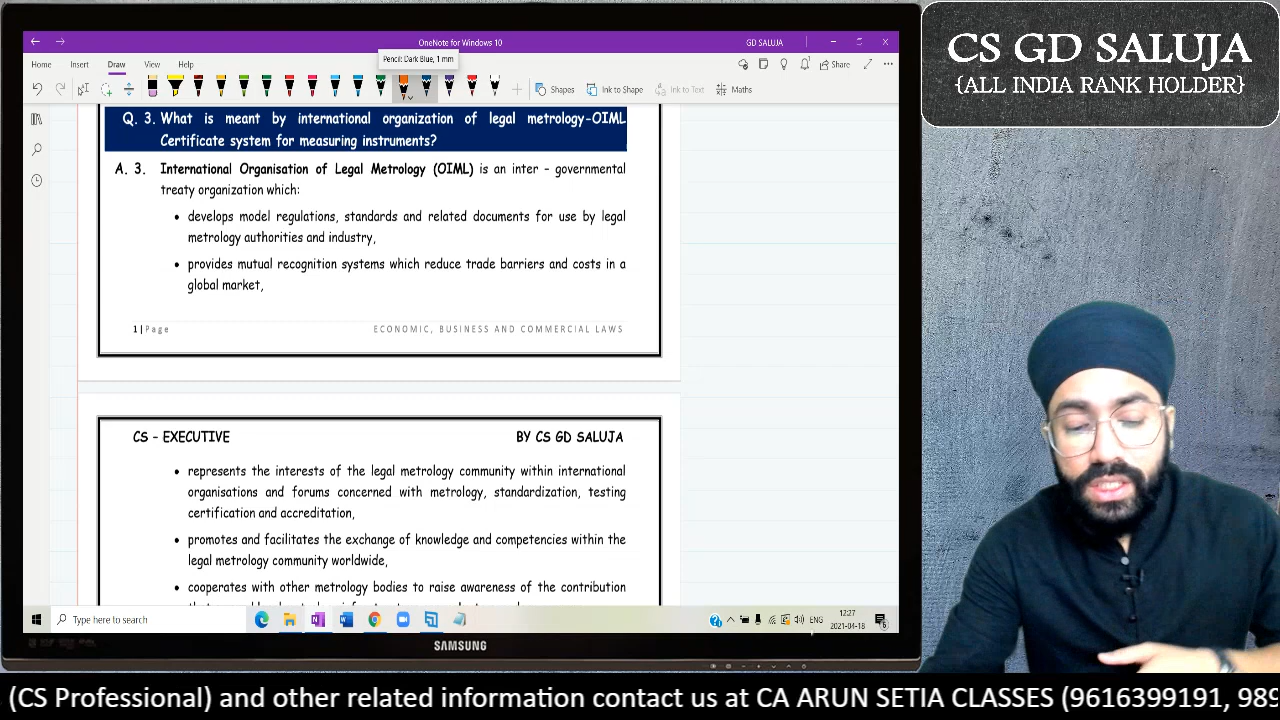 OneNote for Windows 10
GD SALUJA
Pencil: Dark Blue, 1 mm
Home Insert Draw View Help
Share
Shapes Ink to Shape Ink to Text Maths
Q. 3. What is meant by international organization of legal metrology-OIML
Certificate system for measuring instruments?
A. 3. International Organisation of Legal Metrology (OIML) is an inter - governmental
treaty organization which:
• develops model regulations, standards and related documents for use by legal
metrology authorities and industry,
• provides mutual recognition systems which reduce trade barriers and costs in a
global market,
1|Page
ECONOMIC, BUSINESS AND COMMERCIAL LAWS
CS - EXECUTIVE
BY CS GD SALUJA
• represents the interests of the legal metrology community within international
organisations and forums concerned with metrology, standardization, testing
certification and accreditation,
• promotes and facilitates the exchange of knowledge and competencies within the
legal metrology community worldwide,
• cooperates with other metrology bodies to raise awareness of the contribution
Type here to search
ENG
12:27
2021-04-18
SAMSUNG
CS GD SALUJA
{ALL INDIA RANK HOLDER}
(CS Professional) and other related information contact us at CA ARUN SETIA CLASSES (9616399191, 989